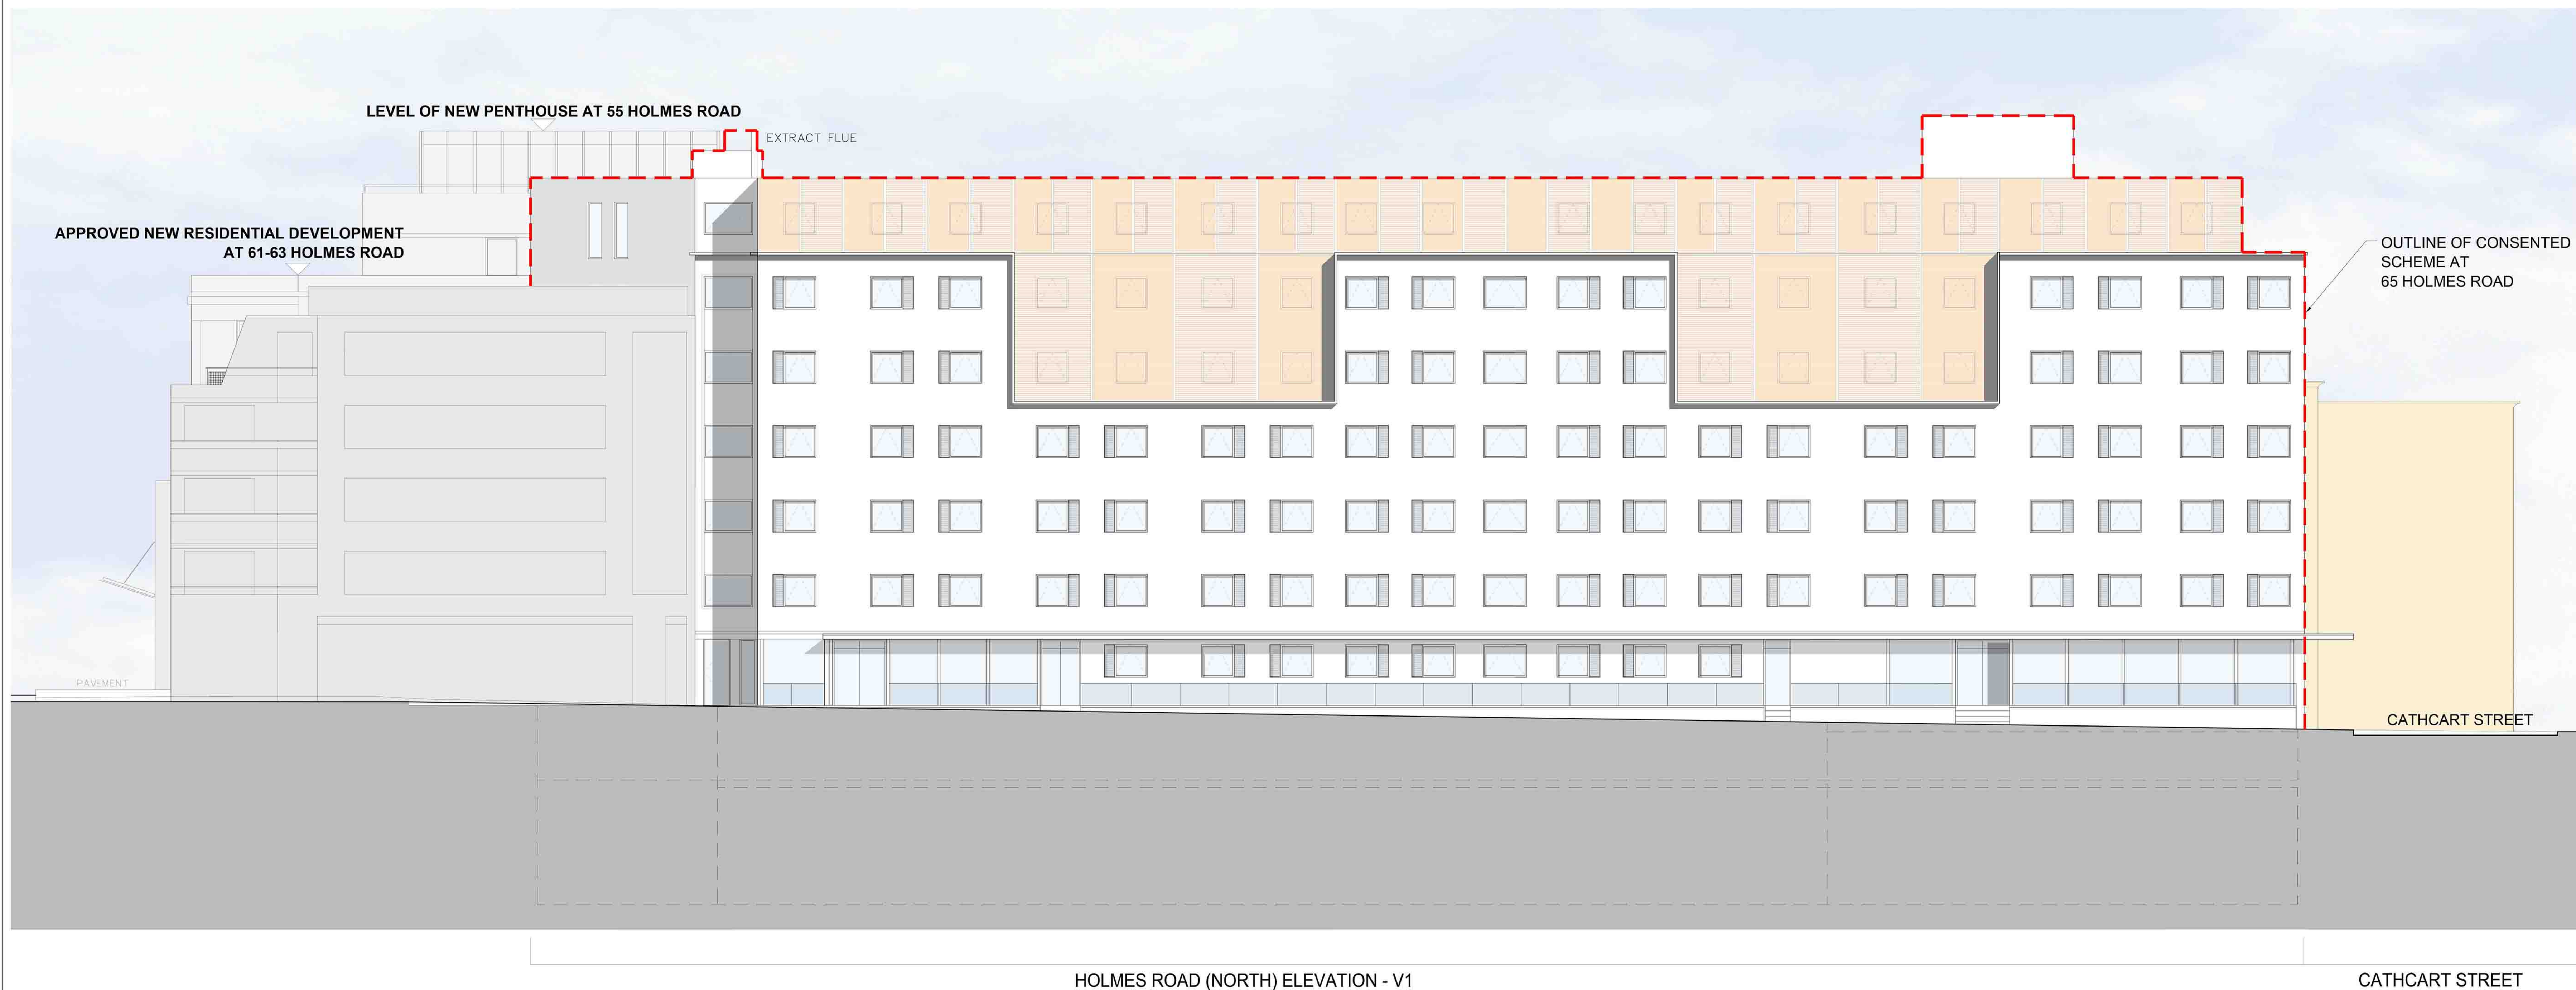 LEVEL OF NEW PENTHOUSE AT 55 HOLMES ROAD
EXTRACT FLUE
APPROVED NEW RESIDENTIAL DEVELOPMENT
AT 61-63 HOLMES ROAD
OUTLINE OF CONSENTED
SCHEME AT
65 HOLMES ROAD
PAVEMENT
CATHCART STREET
HOLMES ROAD (NORTH) ELEVATION - V1
CATHCART STREET